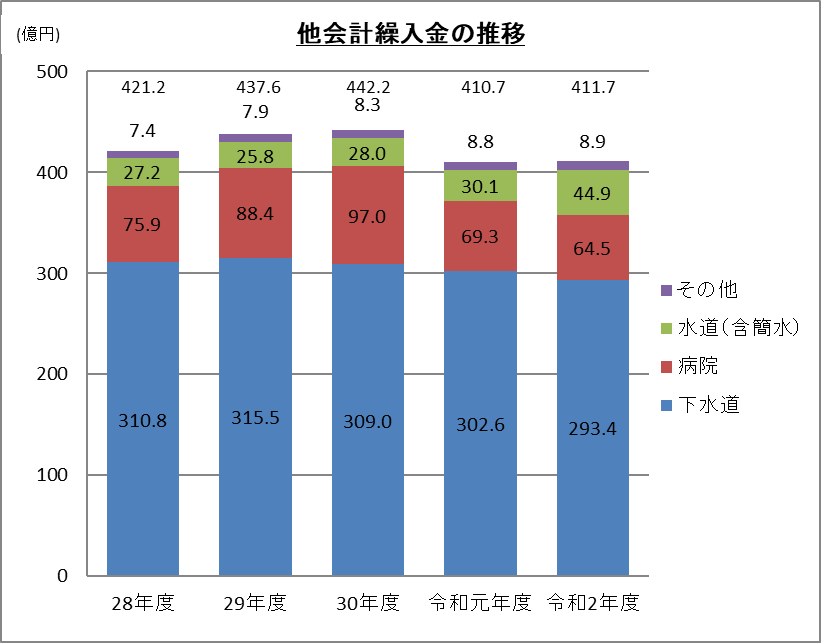 他会計繰入金の推移
(億円)
500
400
300
200
100
0
421.2 437.6 442.2 410.7 411.7
7.4 7.9 8.3 8.8 8.9
27.2 25.8 28.0 30.1 44.9
75.9 88.4 97.0 69.3 64.5
310.8 315.5 309.0 302.6 293.4
28年度 29年度 30年度 令和元年度 令和2年度
その他
水道(含簡水)
病院
下水道